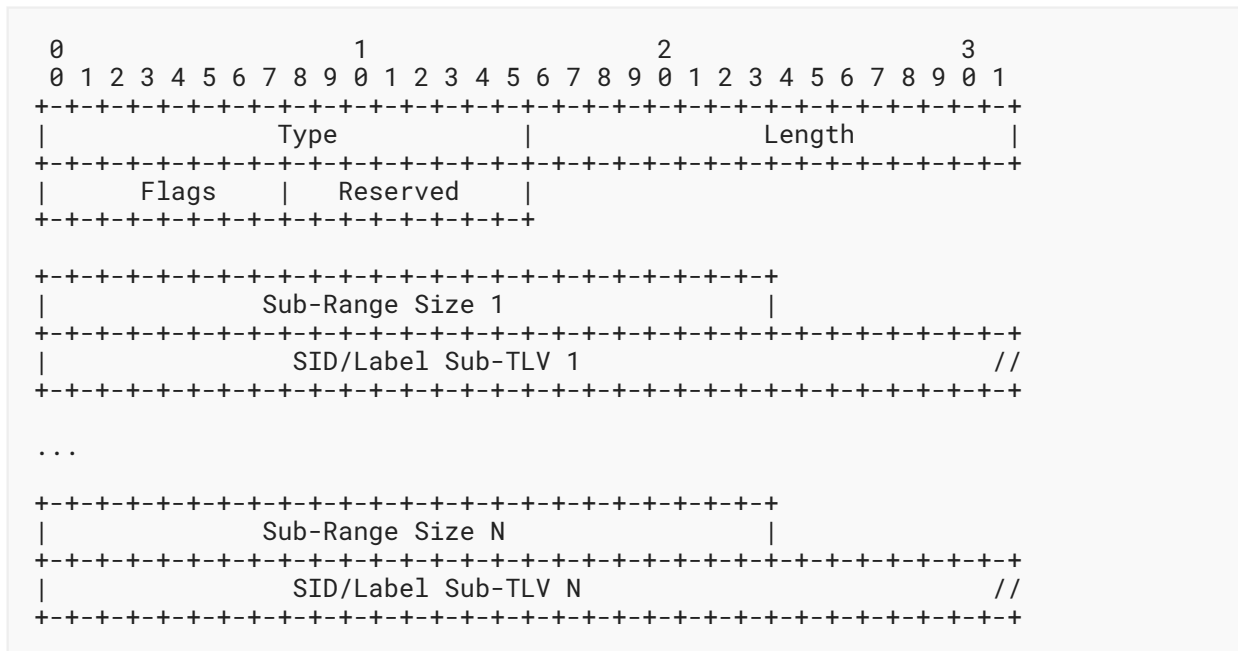 0                   1                   2                   3
 0 1 2 3 4 5 6 7 8 9 0 1 2 3 4 5 6 7 8 9 0 1 2 3 4 5 6 7 8 9 0 1
+-+-+-+-+-+-+-+-+-+-+-+-+-+-+-+-+-+-+-+-+-+-+-+-+-+-+-+-+-+-+-+-+
|               Type            |               Length          |
+-+-+-+-+-+-+-+-+-+-+-+-+-+-+-+-+-+-+-+-+-+-+-+-+-+-+-+-+-+-+-+-+
|      Flags    |   Reserved    |
+-+-+-+-+-+-+-+-+-+-+-+-+-+-+-+-+

+-+-+-+-+-+-+-+-+-+-+-+-+-+-+-+-+-+-+-+-+-+-+-+-+
|              Sub-Range Size 1                 |
+-+-+-+-+-+-+-+-+-+-+-+-+-+-+-+-+-+-+-+-+-+-+-+-+-+-+-+-+-+-+-+-+
|                SID/Label Sub-TLV 1                           //
+-+-+-+-+-+-+-+-+-+-+-+-+-+-+-+-+-+-+-+-+-+-+-+-+-+-+-+-+-+-+-+-+

...

+-+-+-+-+-+-+-+-+-+-+-+-+-+-+-+-+-+-+-+-+-+-+-+-+
|              Sub-Range Size N                 |
+-+-+-+-+-+-+-+-+-+-+-+-+-+-+-+-+-+-+-+-+-+-+-+-+-+-+-+-+-+-+-+-+
|                SID/Label Sub-TLV N                           //
+-+-+-+-+-+-+-+-+-+-+-+-+-+-+-+-+-+-+-+-+-+-+-+-+-+-+-+-+-+-+-+-+